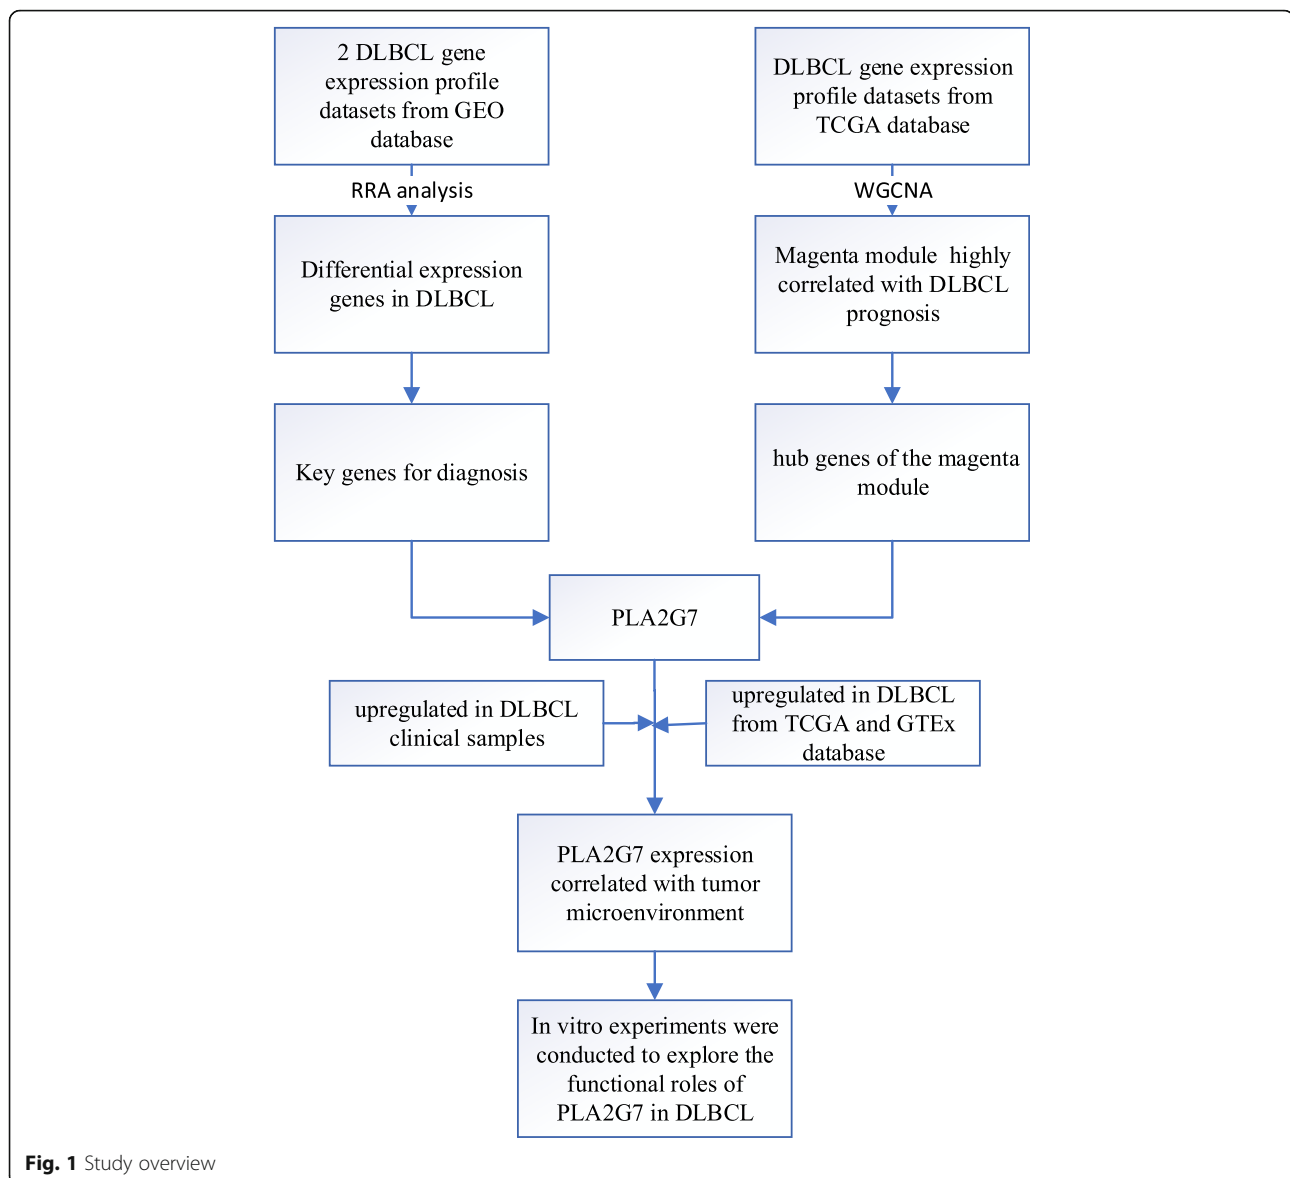 2 DLBCL gene
expression profile
datasets from GEO
database
DLBCL gene expression
profile datasets from
TCGA database
RRA analysis
WGCNA
Differential expression
genes in DLBCL
Magenta module highly
correlated with DLBCL
prognosis
Key genes for diagnosis
hub genes of the magenta
module
PLA2G7
upregulated in DLBCL
clinical samples
upregulated in DLBCL
from TCGA and GTEx
database
PLA2G7 expression
correlated with tumor
microenvironment
In vitro experiments were
conducted to explore the
functional roles of
PLA2G7 in DLBCL
Fig. 1 Study overview